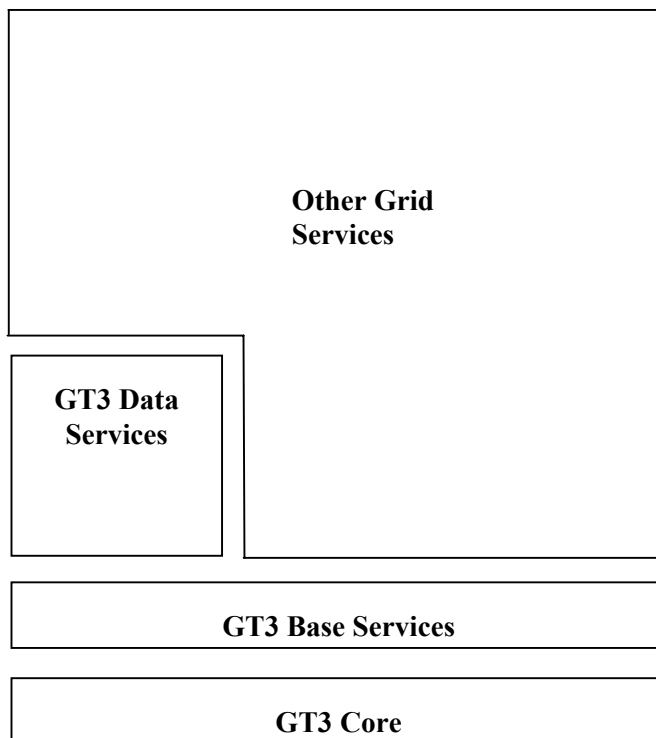 Other Grid
Services
GT3 Data
Services
GT3 Base Services
GT3 Core